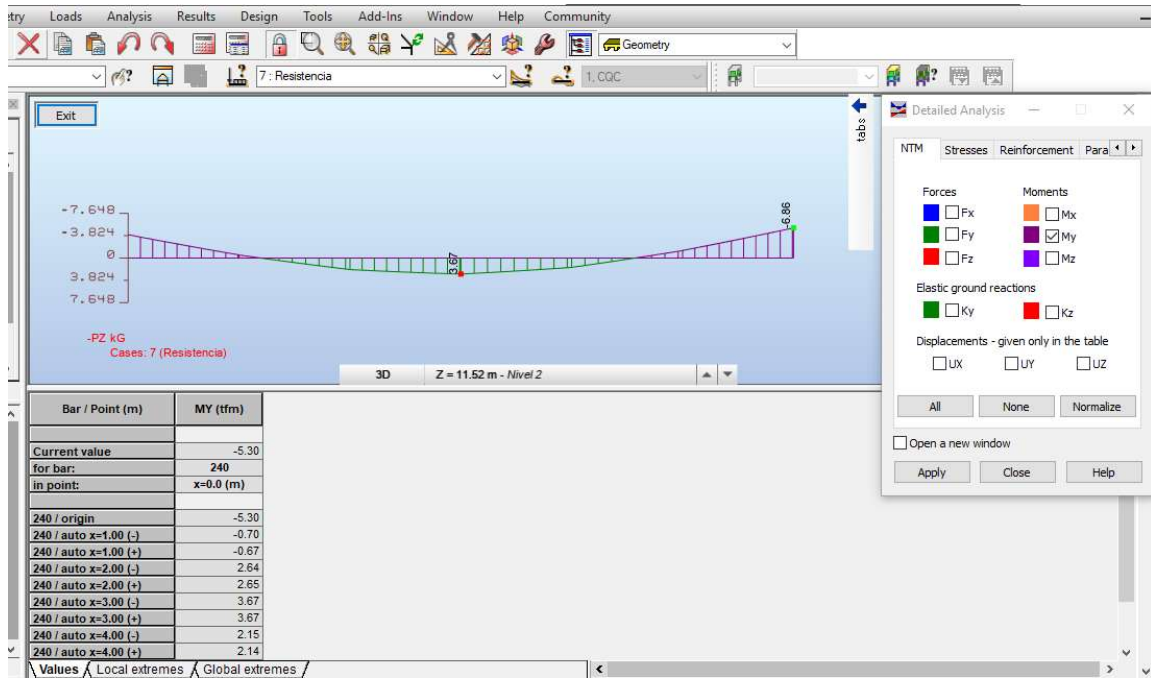 try Loads Analysis Results Design Tools Add-Ins Window Help Community
Geometry
7 : Resistencia
1. CQC
Exit
tabs
-7.648
-3.824
0
3.824
7.648
3.67
-6.86
-PZ kG
Cases: 7 (Resistencia)
3D Z = 11.52 m - Nivel 2
Bar / Point (m) MY (tfm)
Current value -5.30
for bar: 240
in point: x=0.0 (m)
240 / origin -5.30
240 / auto x=1.00 (-) -0.70
240 / auto x=1.00 (+) -0.67
240 / auto x=2.00 (-) 2.64
240 / auto x=2.00 (+) 2.65
240 / auto x=3.00 (-) 3.67
240 / auto x=3.00 (+) 3.67
240 / auto x=4.00 (-) 2.15
240 / auto x=4.00 (+) 2.14
Values Local extremes Global extremes
Detailed Analysis
NTM Stresses Reinforcement Para
Forces Moments
Fx Mx
Fy My
Fz Mz
Elastic ground reactions
Ky Kz
Displacements - given only in the table
UX UY UZ
All None Normalize
Open a new window
Apply Close Help